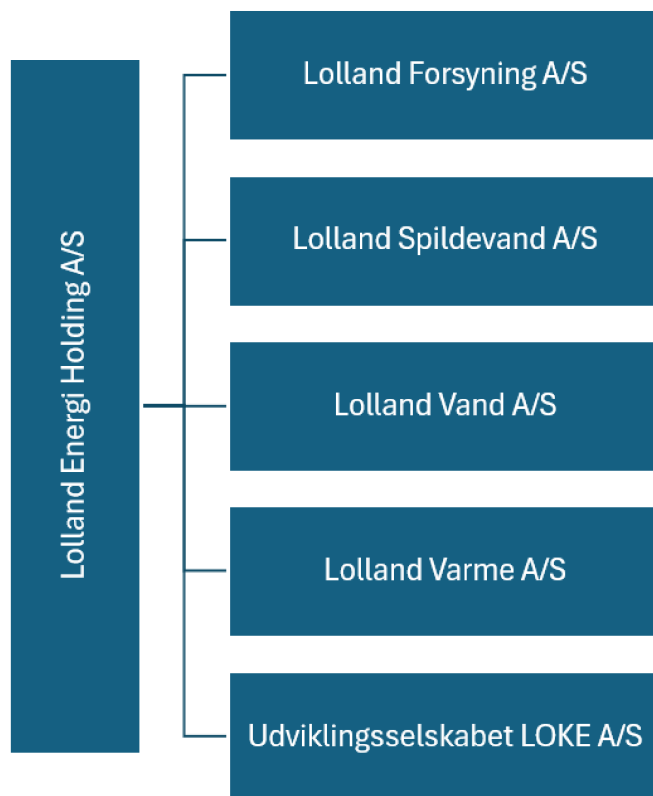 Lolland Energi Holding A/S
Lolland Forsyning A/S
Lolland Spildevand A/S
Lolland Vand A/S
Lolland Varme A/S
Udviklingsselskabet LOKE A/S